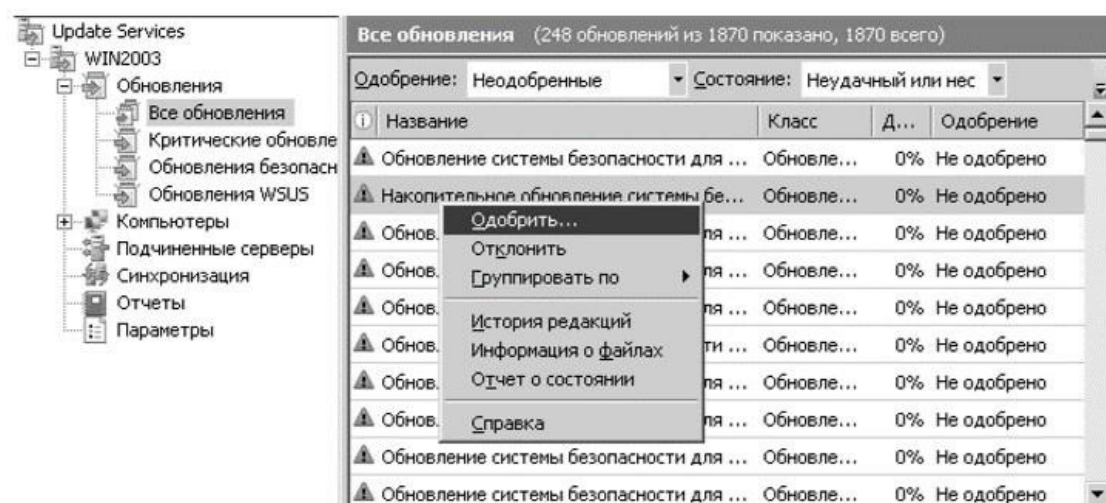 Update Services
WIN2003
Обновления
Все обновления
Критические обновле
Обновления безопасн
Обновления WSUS
Компьютеры
Подчиненные серверы
Синхронизация
Отчеты
Параметры
Все обновления (248 обновлений из 1870 показано, 1870 всего)
Одобрение: Неодобренные Состояние: Неудачный или нес
Название Класс Д... Одобрение
Обновление системы безопасности для ... Обновле... 0% Не одобрено
Накопительное обновление системы бе... Обновле... 0% Не одобрено
Обнов. ля ... Обновле... 0% Не одобрено
Обнов. ля ... Обновле... 0% Не одобрено
Обнов. ля ... Обновле... 0% Не одобрено
Обнов. ти ... Обновле... 0% Не одобрено
Обнов. ля ... Обновле... 0% Не одобрено
Обнов. ля ... Обновле... 0% Не одобрено
Обновление системы безопасности для ... Обновле... 0% Не одобрено
Обновление системы безопасности для ... Обновле... 0% Не одобрено
Одобрить...
Отклонить
Группировать по
История редакций
Информация о файлах
Отчет о состоянии
Справка